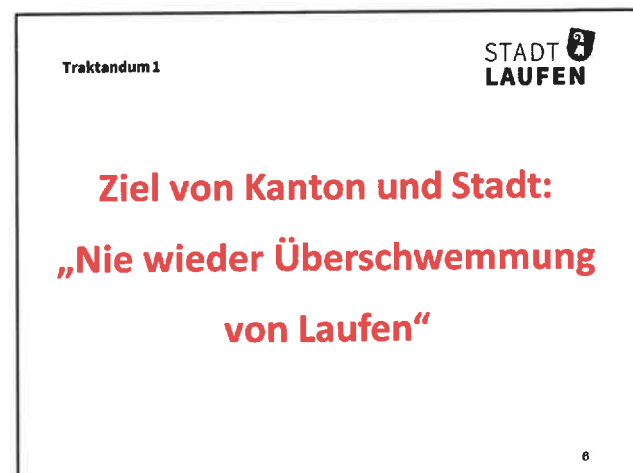 Traktandum 1
STADT
LAUFEN
Ziel von Kanton und Stadt:
„Nie wieder Überschwemmung
von Laufen“
6